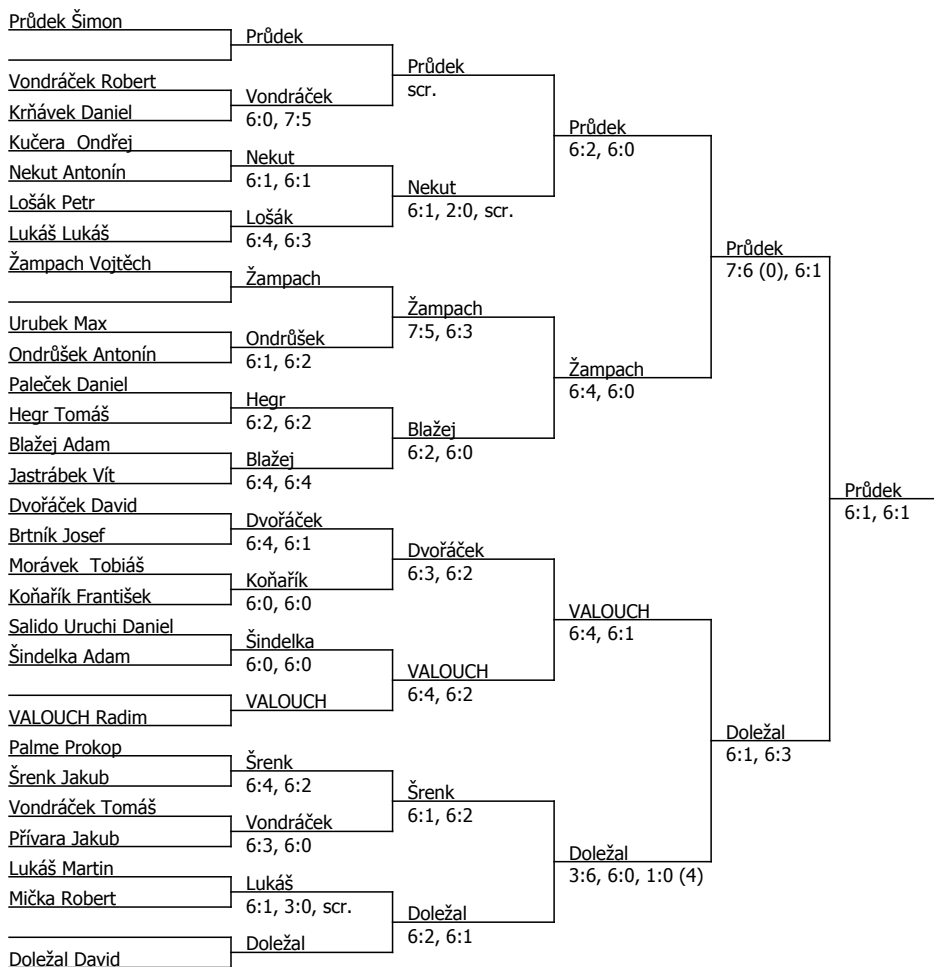 Průdek Šimon
Vondráček Robert
Krňávek Daniel
Kučera  Ondřej
Nekut Antonín
Lošák Petr
Lukáš Lukáš
Žampach Vojtěch
Urubek Max
Ondrůšek Antonín
Paleček Daniel
Hegr Tomáš
Blažej Adam
Jastrábek Vít
Dvořáček David
Brtník Josef
Morávek  Tobiáš
Koňařík František
Salido Uruchi Daniel
Šindelka Adam
VALOUCH Radim
Palme Prokop
Šrenk Jakub
Vondráček Tomáš
Přívara Jakub
Lukáš Martin
Mička Robert
Doležal David
Průdek
Vondráček
6:0, 7:5
Nekut
6:1, 6:1
Lošák
6:4, 6:3
Žampach
Ondrůšek
6:1, 6:2
Hegr
6:2, 6:2
Blažej
6:4, 6:4
Dvořáček
6:4, 6:1
Koňařík
6:0, 6:0
Šindelka
6:0, 6:0
VALOUCH
Šrenk
6:4, 6:2
Vondráček
6:3, 6:0
Lukáš
6:1, 3:0, scr.
Doležal
Průdek
scr.
Nekut
6:1, 2:0, scr.
Žampach
7:5, 6:3
Blažej
6:2, 6:0
Dvořáček
6:3, 6:2
VALOUCH
6:4, 6:2
Šrenk
6:1, 6:2
Doležal
6:2, 6:1
Průdek
6:2, 6:0
Žampach
6:4, 6:0
VALOUCH
6:4, 6:1
Doležal
3:6, 6:0, 1:0 (4)
Průdek
7:6 (0), 6:1
Doležal
6:1, 6:3
Průdek
6:1, 6:1